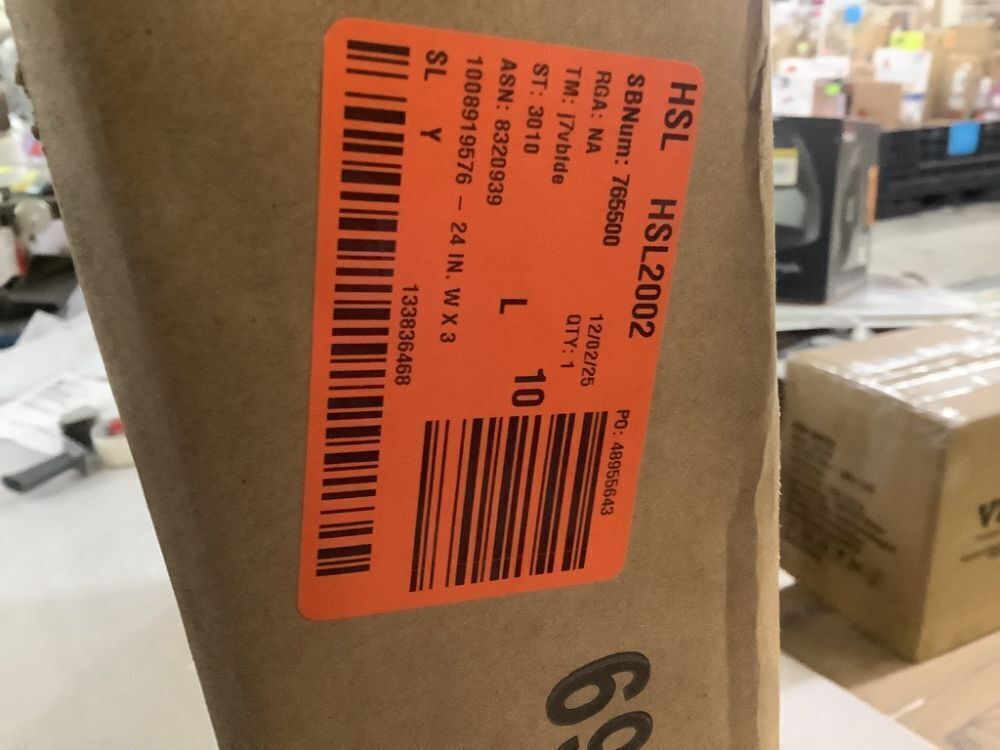 HSL HSL2002
SBNum: 765500
RGA: NA 12/02/25 PO: 48955643
TM: j7vbfde QTY: 1
ST: 3010
ASN: 8320939 L 10
1008919576 - 24 IN. W X 3
SL Y
133836468
69